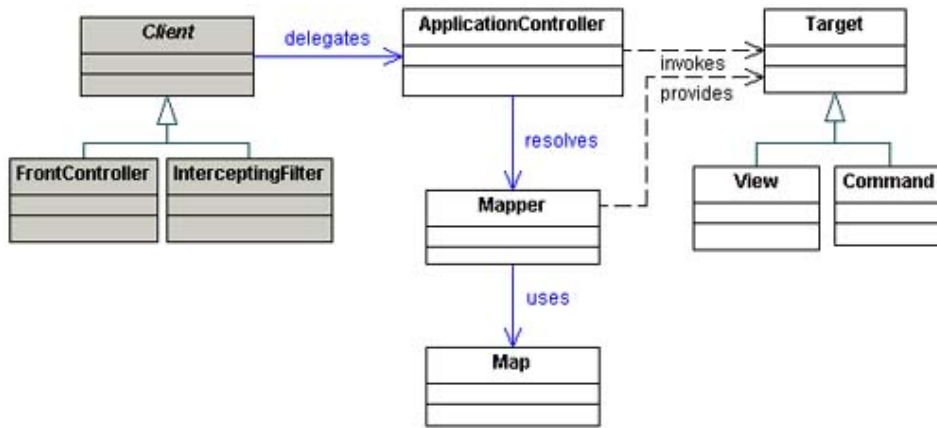 Client
delegates
ApplicationController
Target
invokes
provides
FrontController
InterceptingFilter
resolves
View
Command
Mapper
uses
Map